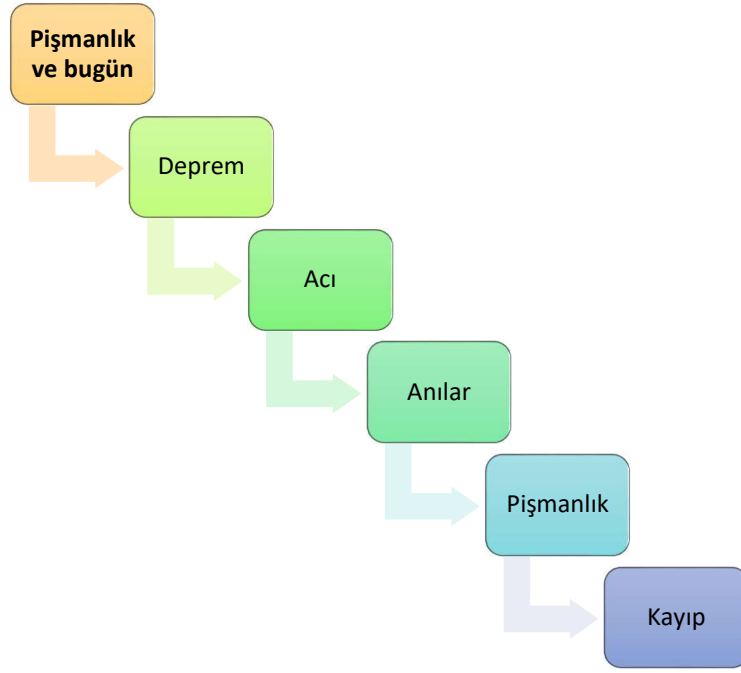 Pişmanlık
ve bugün
Deprem
Acı
Anılar
Pişmanlık
Kayıp